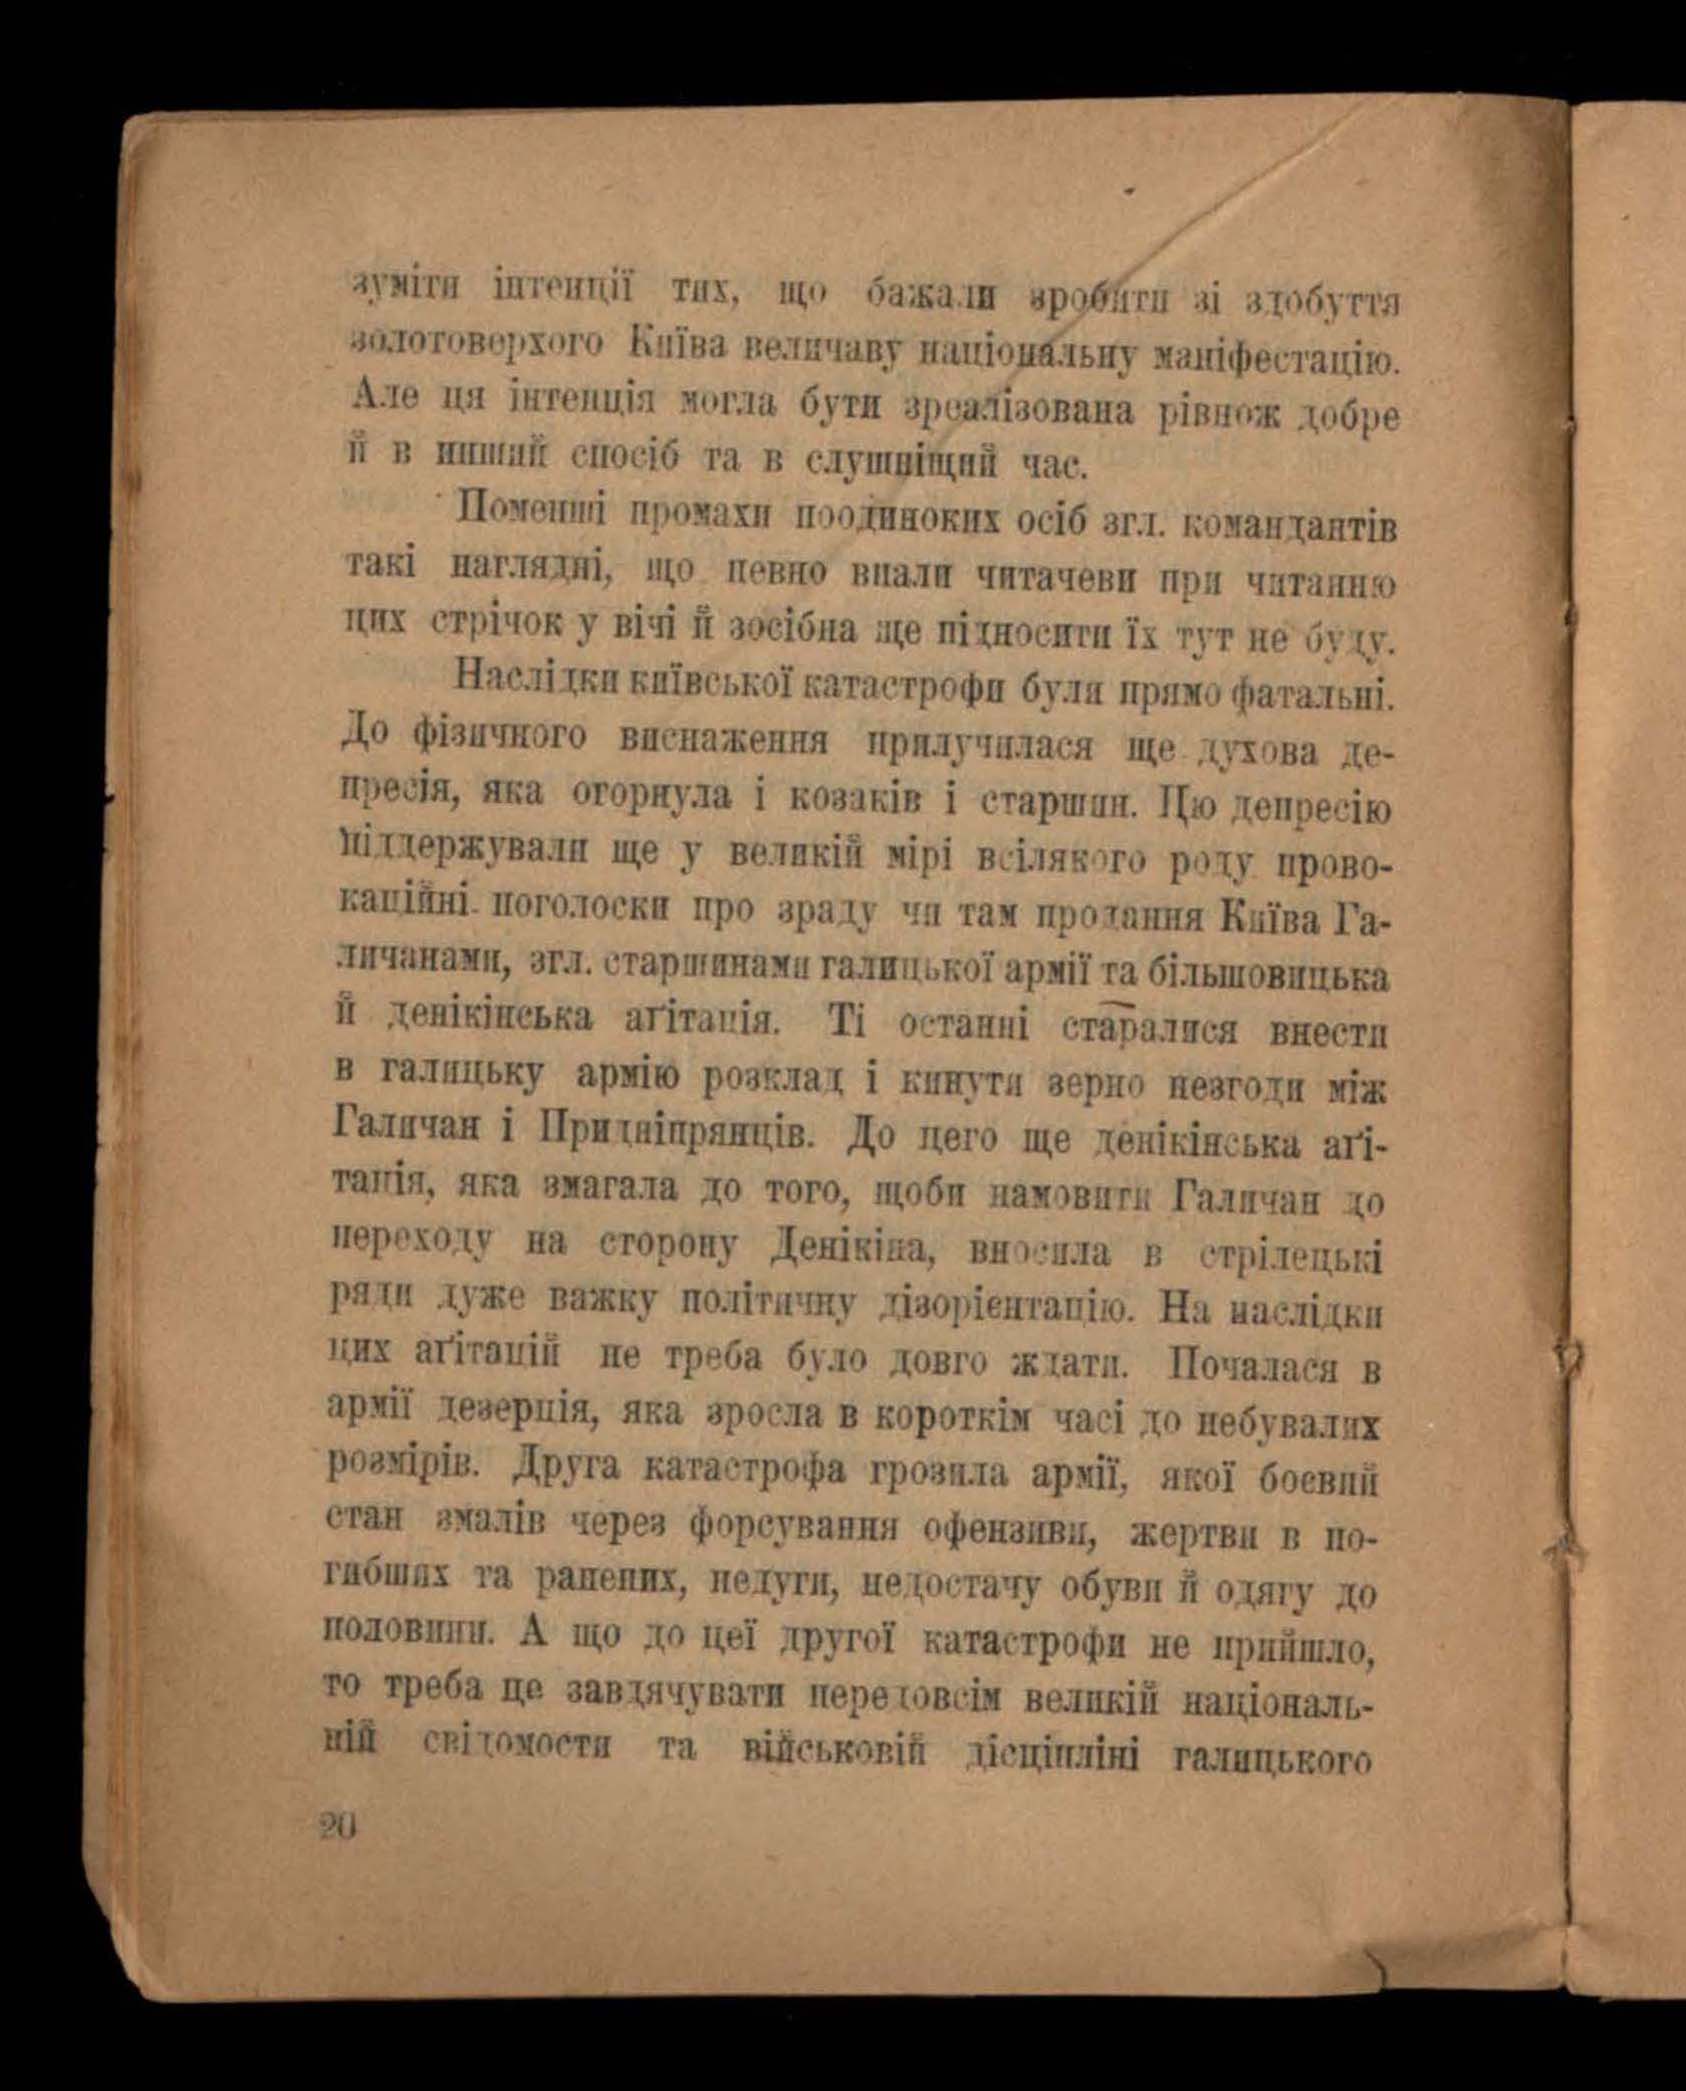 зуміти інтенції тих, що бажали зробити зі здобуття
золотоверхого Київа величаву національну маніфестацію.
Але ця інтенція могла бути зреалізована рівнож добре
й в инший спосіб та в слушніщий час.
Поменші промахи поодиноких осіб згл. командантів
такі наглядні, що певно впали читачеви при читанню
цих стрічок у вічі й зосібна ще підносити їх тут не буду.
Наслідки київської катастрофи були прямо фатальні.
До фізичного виснаження прилучилася ще духова де-
пресія, яка огорнула і козаків і старшин. Цю депресію
піддержували ще у великій мірі всілякого роду прово-
каційні поголоски про зраду чи там продання Київа Га-
личанами, згл. старшинами галицької армії та більшовицька
й денікінська аґітація. Ті останні старалися внести
в галицьку армію розклад і кинути зерно незгоди між
Галичан і Придніпрянців. До цего ще денікінська аґі-
тація, яка змагала до того, щоби намовити Галичан до
переходу на сторону Денікіна, вносила в стрілецькі
ряди дуже важку політичну дізорієнтацію. На наслідки
цих аґітацій не треба було довго ждати. Почалася в
армії дезерція, яка зросла в короткім часі до небувалих
розмірів. Друга катастрофа грозила армії, якої боєвий
стан змалів через форсування офензиви, жертви в по-
гибших та ранених, недуги, недостачу обуви й одягу до
половини. А що до цеї другої катастрофи не прийшло,
то треба це завдячувати передовсім великій національ-
ній свідомости та військовій дісціпліні галицького
20